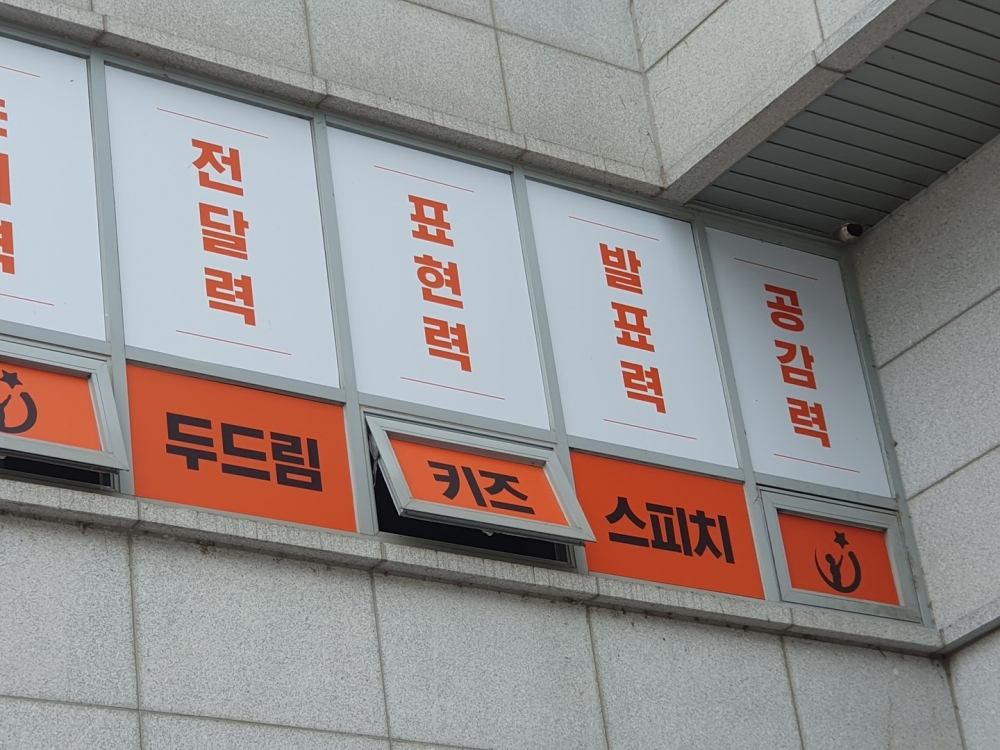 전달력
표현력
발표력
공감력
두드림
키즈
스피치